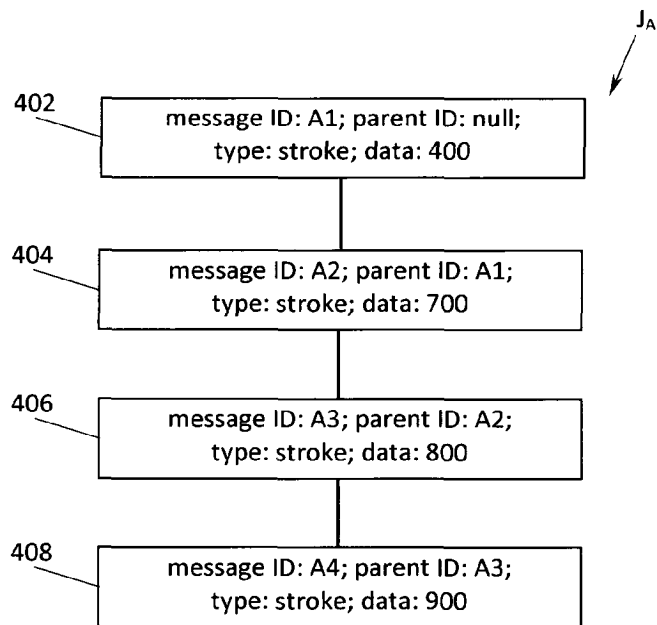 J_A
402
message ID: A1; parent ID: null;
type: stroke; data: 400
404
message ID: A2; parent ID: A1;
type: stroke; data: 700
406
message ID: A3; parent ID: A2;
type: stroke; data: 800
408
message ID: A4; parent ID: A3;
type: stroke; data: 900